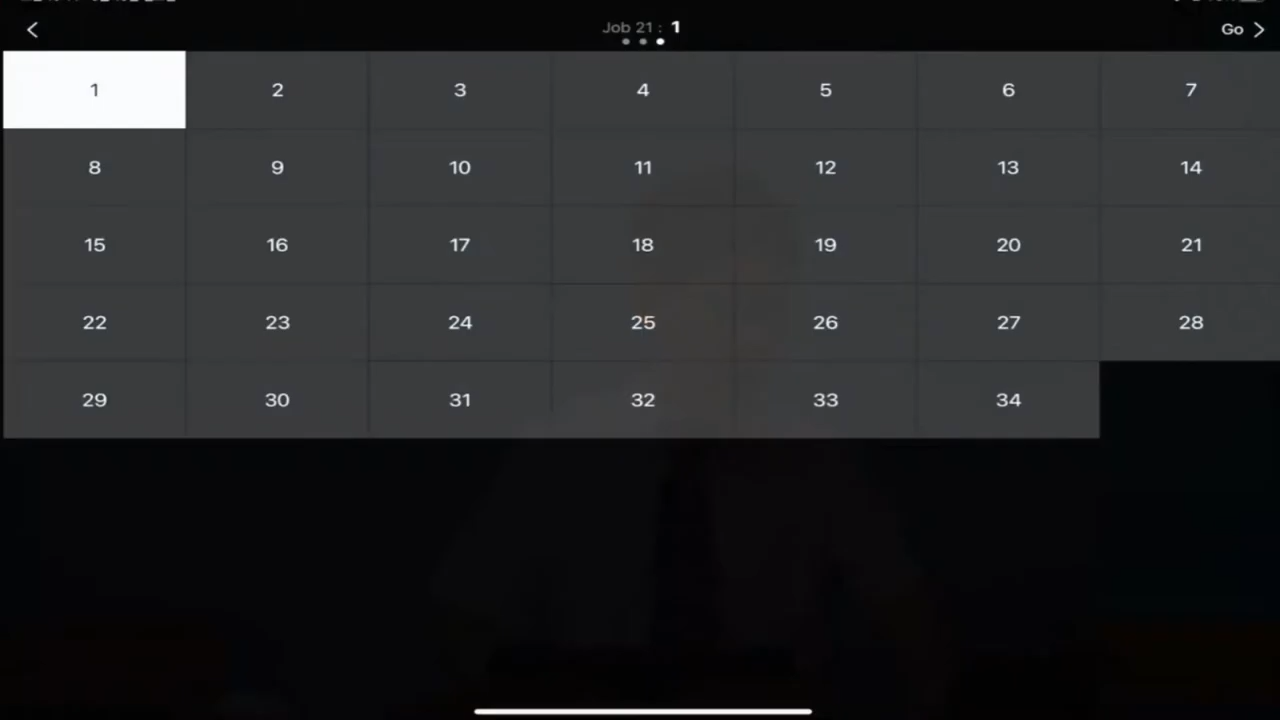 Job 21 : 1
Go
1 2 3 4 5 6 7
8 9 10 11 12 13 14
15 16 17 18 19 20 21
22 23 24 25 26 27 28
29 30 31 32 33 34